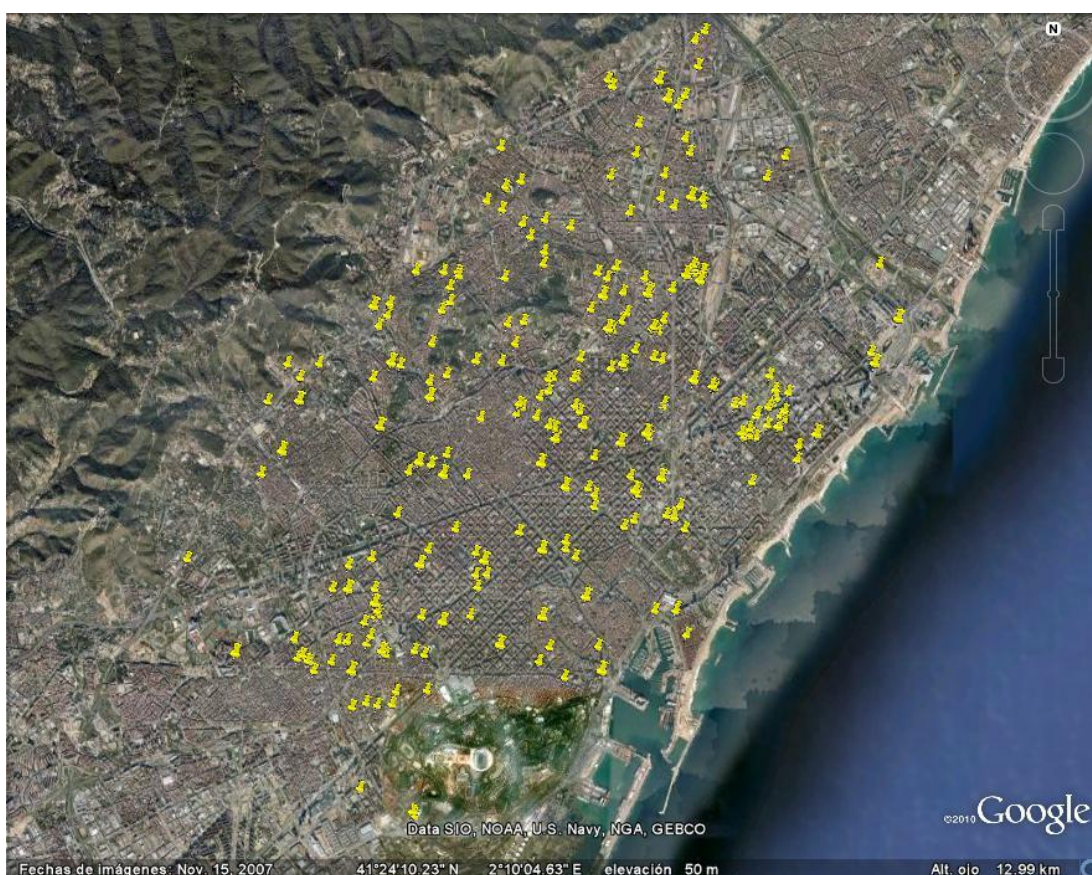 N
Data SIO, NOAA, U.S. Navy, NGA, GEBCO
©2010 Google
Fechas de imágenes: Nov. 15, 2007 41°24'10.23" N 2°10'04.63" E elevación 50 m Alt. ojo 12.99 km